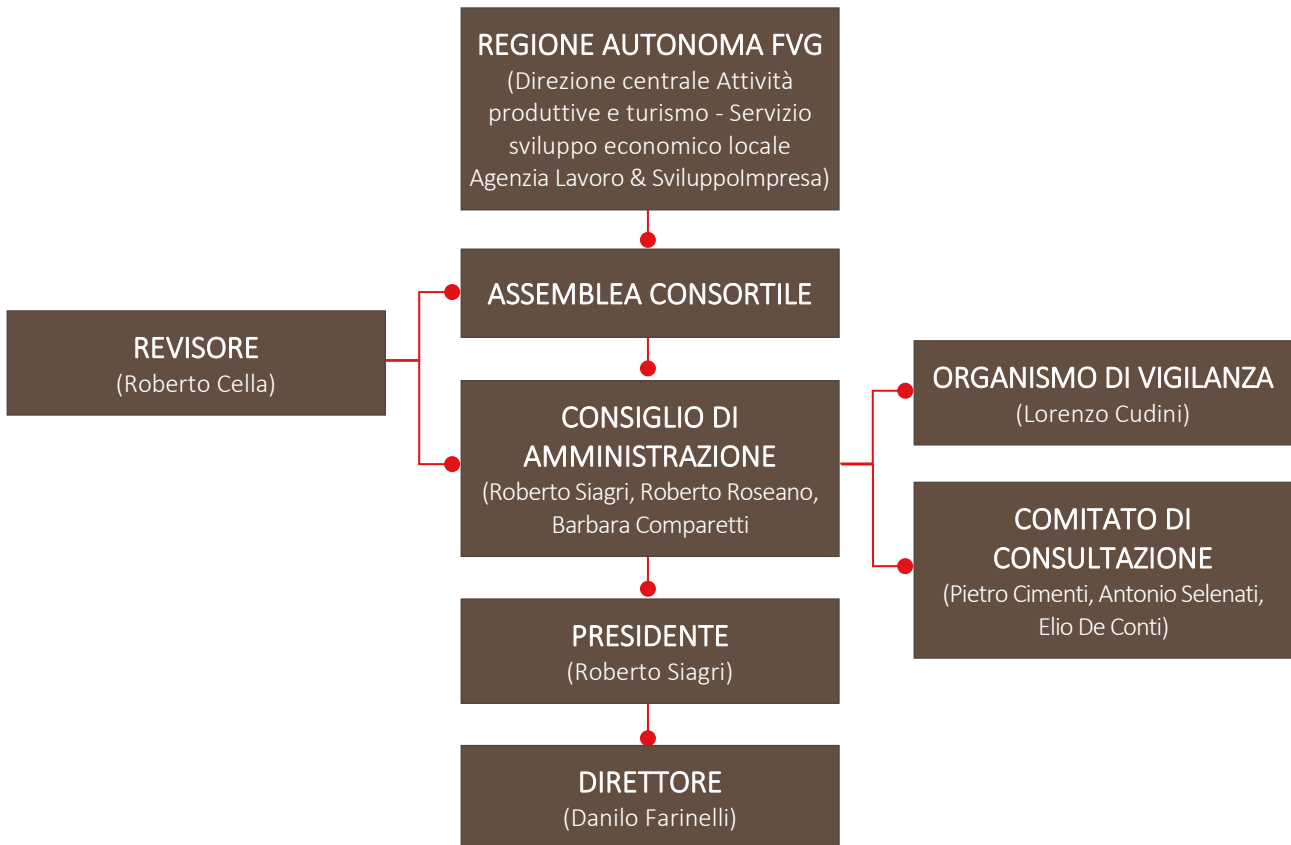 REGIONE AUTONOMA FVG
(Direzione centrale Attività
produttive e turismo - Servizio
sviluppo economico locale
Agenzia Lavoro & SviluppoImpresa)
ASSEMBLEA CONSORTILE
REVISORE
(Roberto Cella)
CONSIGLIO DI
AMMINISTRAZIONE
(Roberto Siagri, Roberto Roseano,
Barbara Comparetti
ORGANISMO DI VIGILANZA
(Lorenzo Cudini)
COMITATO DI
CONSULTAZIONE
(Pietro Cimenti, Antonio Selenati,
Elio De Conti)
PRESIDENTE
(Roberto Siagri)
DIRETTORE
(Danilo Farinelli)